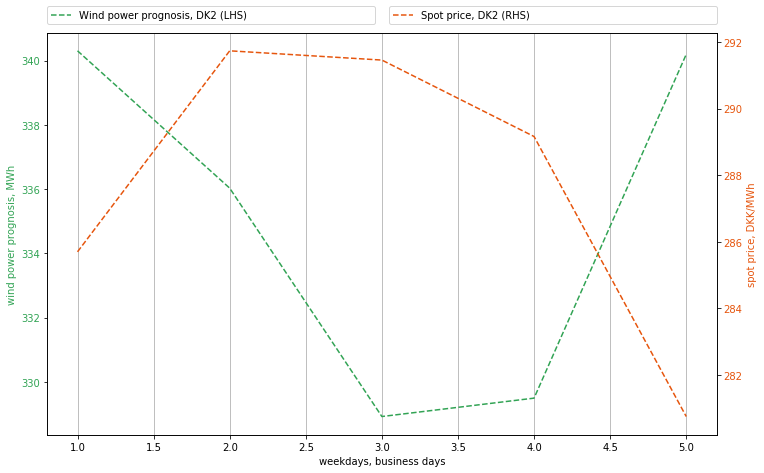 Wind power prognosis, DK2 (LHS)
Spot price, DK2 (RHS)
340
338
336
334
332
330
wind power prognosis, MWh
292
290
288
286
284
282
spot price, DKK/MWh
1.0 1.5 2.0 2.5 3.0 3.5 4.0 4.5 5.0
weekdays, business days